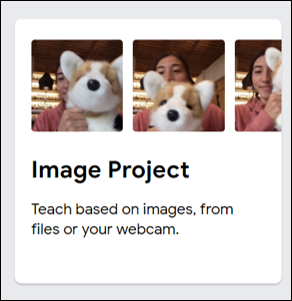 Image Project
Teach based on images, from
files or your webcam.